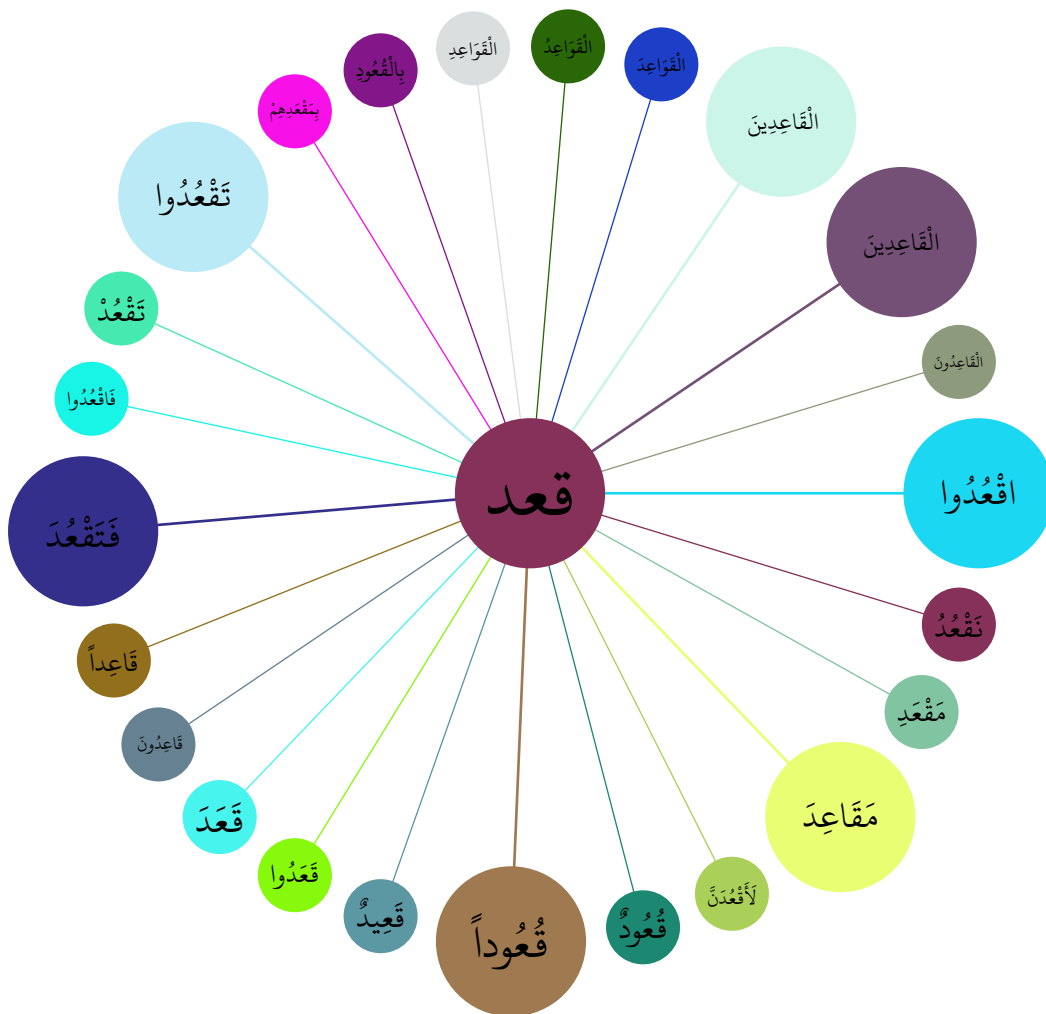 قعد
اقْعُدُوا
الْقَاعِدُونَ
الْقَاعِدِينَ
الْقَاعِدِينَ
الْقَوَاعِدَ
الْقَوَاعِدُ
الْقَوَاعِدِ
بِالْقُعُودِ
بِمَقْعَدِهِمْ
تَقْعُدُوا
تَقْعُدْ
فَاقْعُدُوا
فَتَقْعُدَ
قَاعِداً
قَاعِدُونَ
قَعَدَ
قَعَدُوا
قَعِيدٌ
قُعُوداً
قُعُودٌ
لَأَقْعُدَنَّ
مَقَاعِدَ
مَقْعَدِ
نَقْعُدُ